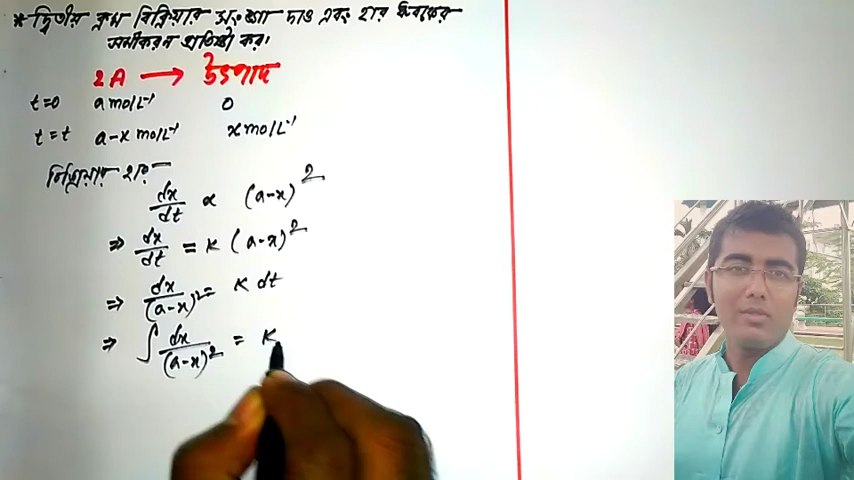 * দ্বিতীয় ক্রম বিক্রিয়ার সংজ্ঞা দাও এবং হার ধ্রুবকের
সমীকরন প্রতিষ্ঠা কর।
2A ⟶ উৎপাদ
t=0 a mol L⁻¹ 0
t=t a-x mol L⁻¹ x mol L⁻¹
বিক্রিয়ার হার-
dx/dt ∝ (a-x)²
⇒ dx/dt = K (a-x)²
⇒ dx/(a-x)² = K dt
⇒ ∫ dx/(a-x)² = K